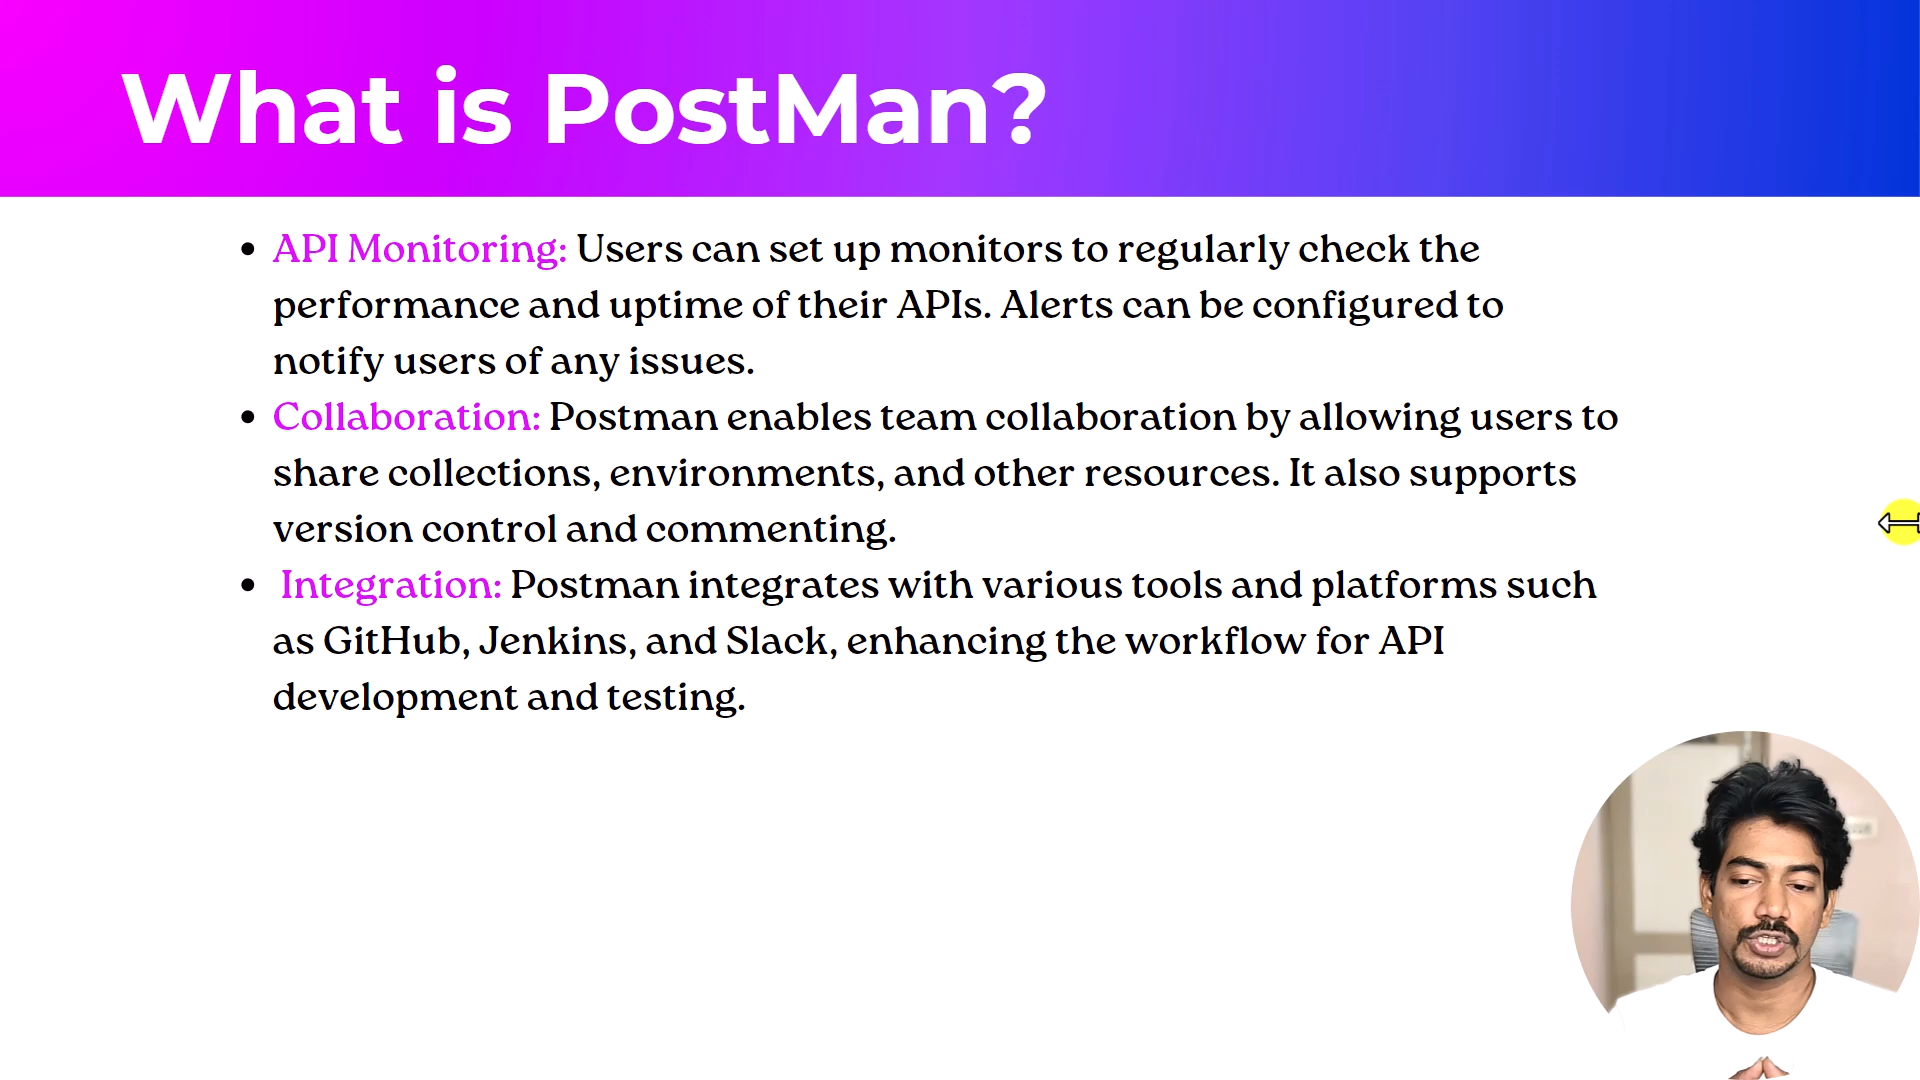 What is PostMan?
• API Monitoring: Users can set up monitors to regularly check the
performance and uptime of their APIs. Alerts can be configured to
notify users of any issues.
• Collaboration: Postman enables team collaboration by allowing users to
share collections, environments, and other resources. It also supports
version control and commenting.
• Integration: Postman integrates with various tools and platforms such
as GitHub, Jenkins, and Slack, enhancing the workflow for API
development and testing.